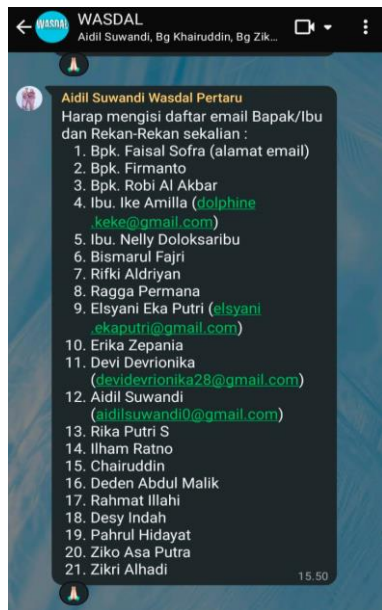 WASDAL
WASDAL
Aidil Suwandi, Bg Khairuddin, Bg Zik...
Aidil Suwandi Wasdal Pertaru
Harap mengisi daftar email Bapak/Ibu
dan Rekan-Rekan sekalian :
1. Bpk. Faisal Sofra (alamat email)
2. Bpk. Firmanto
3. Bpk. Robi Al Akbar
4. Ibu. Ike Amilla (dolphine
.keke@gmail.com)
5. Ibu. Nelly Doloksaribu
6. Bismarul Fajri
7. Rifki Aldriyan
8. Ragga Permana
9. Elsyani Eka Putri (elsyani
.ekaputri@gmail.com)
10. Erika Zepania
11. Devi Devrionika
(devidevrionika28@gmail.com)
12. Aidil Suwandi
(aidilsuwandi0@gmail.com)
13. Rika Putri S
14. Ilham Ratno
15. Chairuddin
16. Deden Abdul Malik
17. Rahmat Illahi
18. Desy Indah
19. Pahrul Hidayat
20. Ziko Asa Putra
21. Zikri Alhadi
15.50